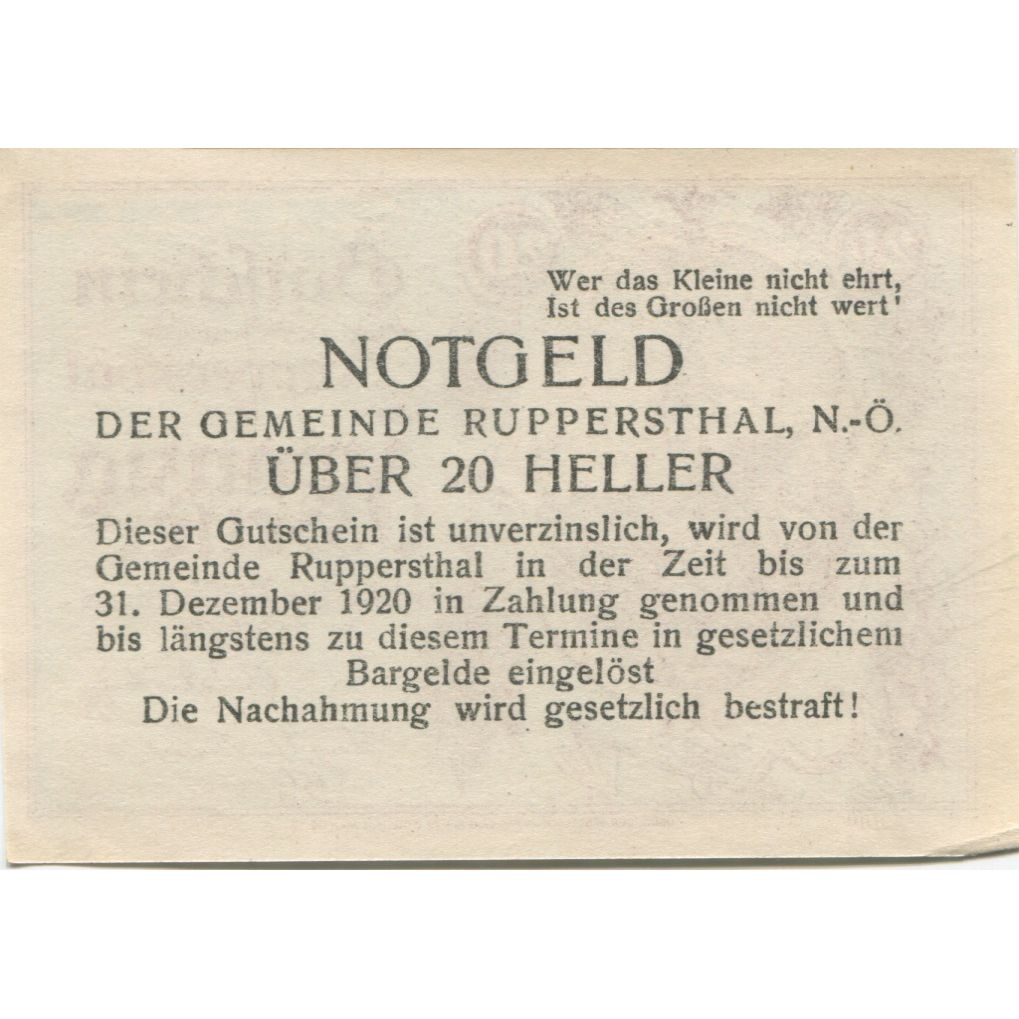 Wer das Kleine nicht ehrt,
Ist des Großen nicht wert!
NOTGELD
DER GEMEINDE RUPPERSTHAL, N.-Ö.
ÜBER 20 HELLER
Dieser Gutschein ist unverzinslich, wird von der
Gemeinde Ruppersthal in der Zeit bis zum
31. Dezember 1920 in Zahlung genommen und
bis längstens zu diesem Termine in gesetzlichem
Bargelde eingelöst
Die Nachahmung wird gesetzlich bestraft!